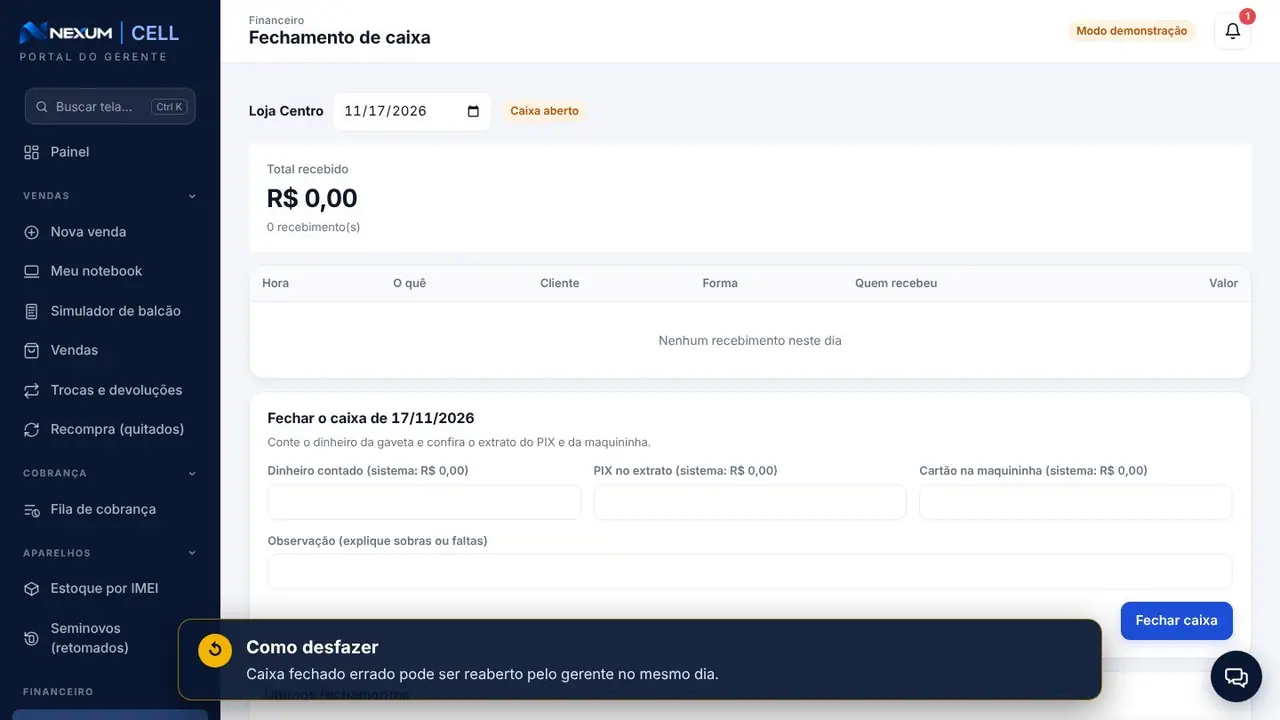 NEXUM | CELL
PORTAL DO GERENTE
Buscar tela... Ctrl K
Painel
VENDAS
Nova venda
Meu notebook
Simulador de balcão
Vendas
Trocas e devoluções
Recompra (quitados)
COBRANÇA
Fila de cobrança
APARELHOS
Estoque por IMEI
Seminovos
(retomados)
FINANCEIRO
Financeiro
Fechamento de caixa
Modo demonstração
1
Loja Centro 11/17/2026 Caixa aberto
Total recebido
R$ 0,00
0 recebimento(s)
Hora O quê Cliente Forma Quem recebeu Valor
Nenhum recebimento neste dia
Fechar o caixa de 17/11/2026
Conte o dinheiro da gaveta e confira o extrato do PIX e da maquininha.
Dinheiro contado (sistema: R$ 0,00) PIX no extrato (sistema: R$ 0,00) Cartão na maquininha (sistema: R$ 0,00)
Observação (explique sobras ou faltas)
Fechar caixa
Como desfazer
Caixa fechado errado pode ser reaberto pelo gerente no mesmo dia.